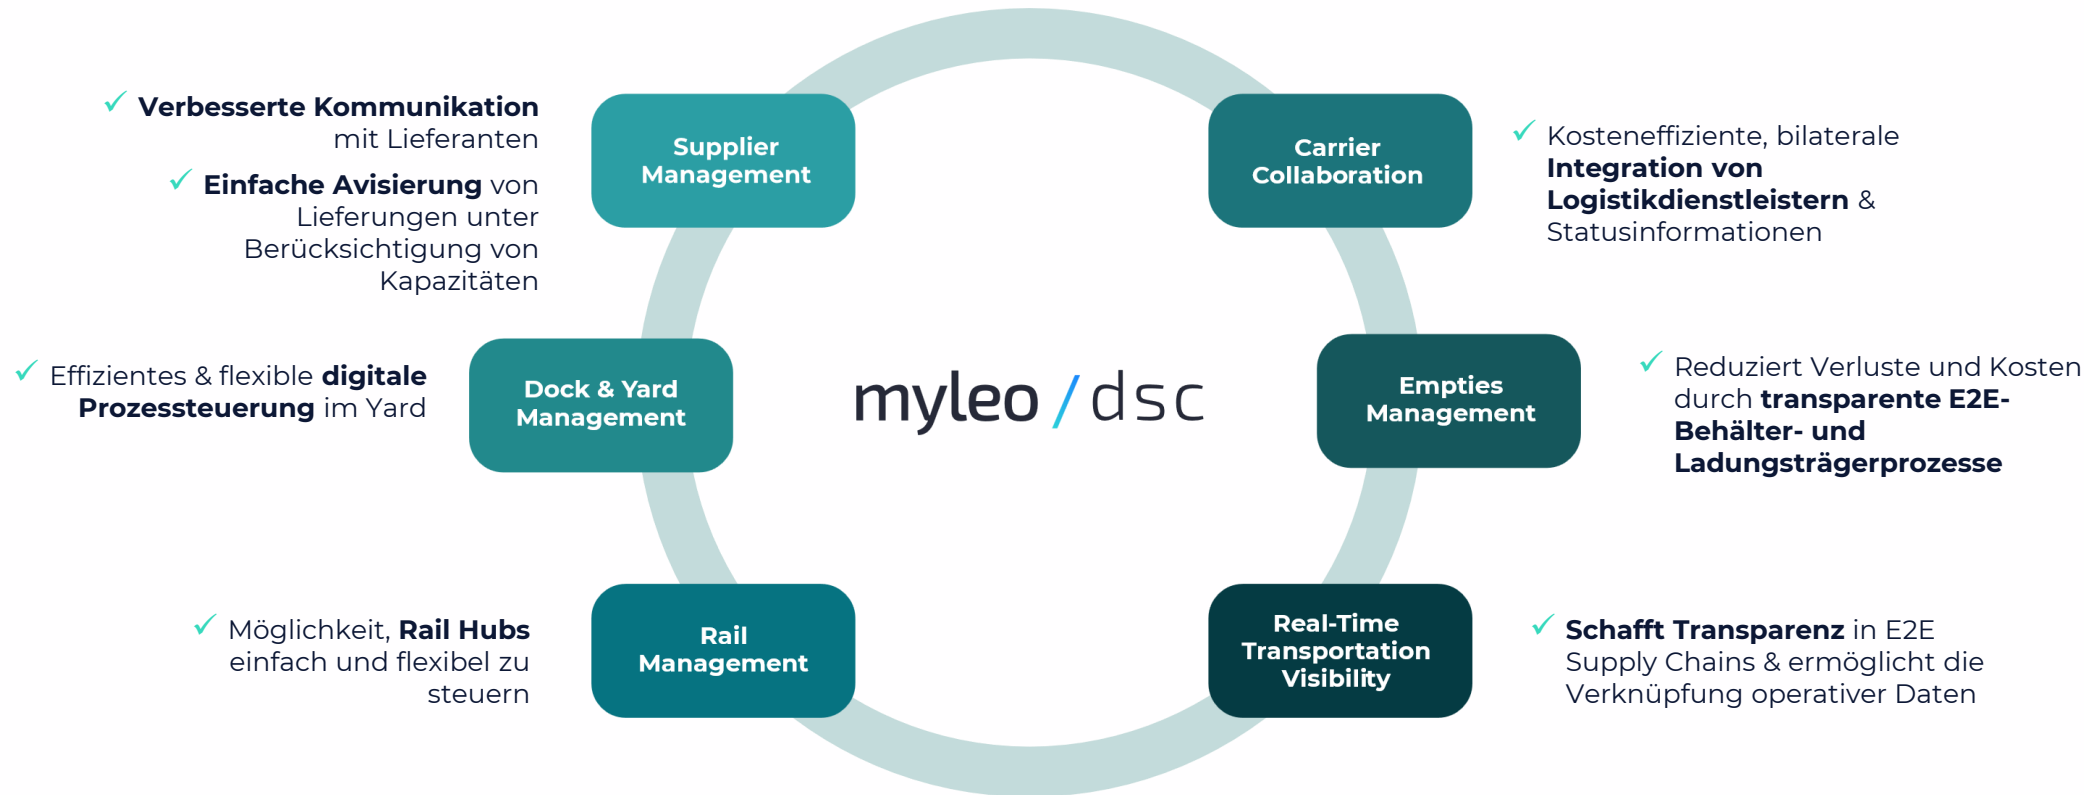 Verbesserte Kommunikation
mit Lieferanten
Einfache Avisierung von
Lieferungen unter
Berücksichtigung von
Kapazitäten
Supplier
Management
Carrier
Collaboration
Kosteneffiziente, bilaterale
Integration von
Logistikdienstleistern &
Statusinformationen
Effizientes & flexible digitale
Prozessteuerung im Yard
Dock & Yard
Management
myleo / dsc
Empties
Management
Reduziert Verluste und Kosten
durch transparente E2E-
Behälter- und
Ladungsträgerprozesse
Möglichkeit, Rail Hubs
einfach und flexibel zu
steuern
Rail
Management
Real-Time
Transportation
Visibility
Schafft Transparenz in E2E
Supply Chains & ermöglicht die
Verknüpfung operativer Daten